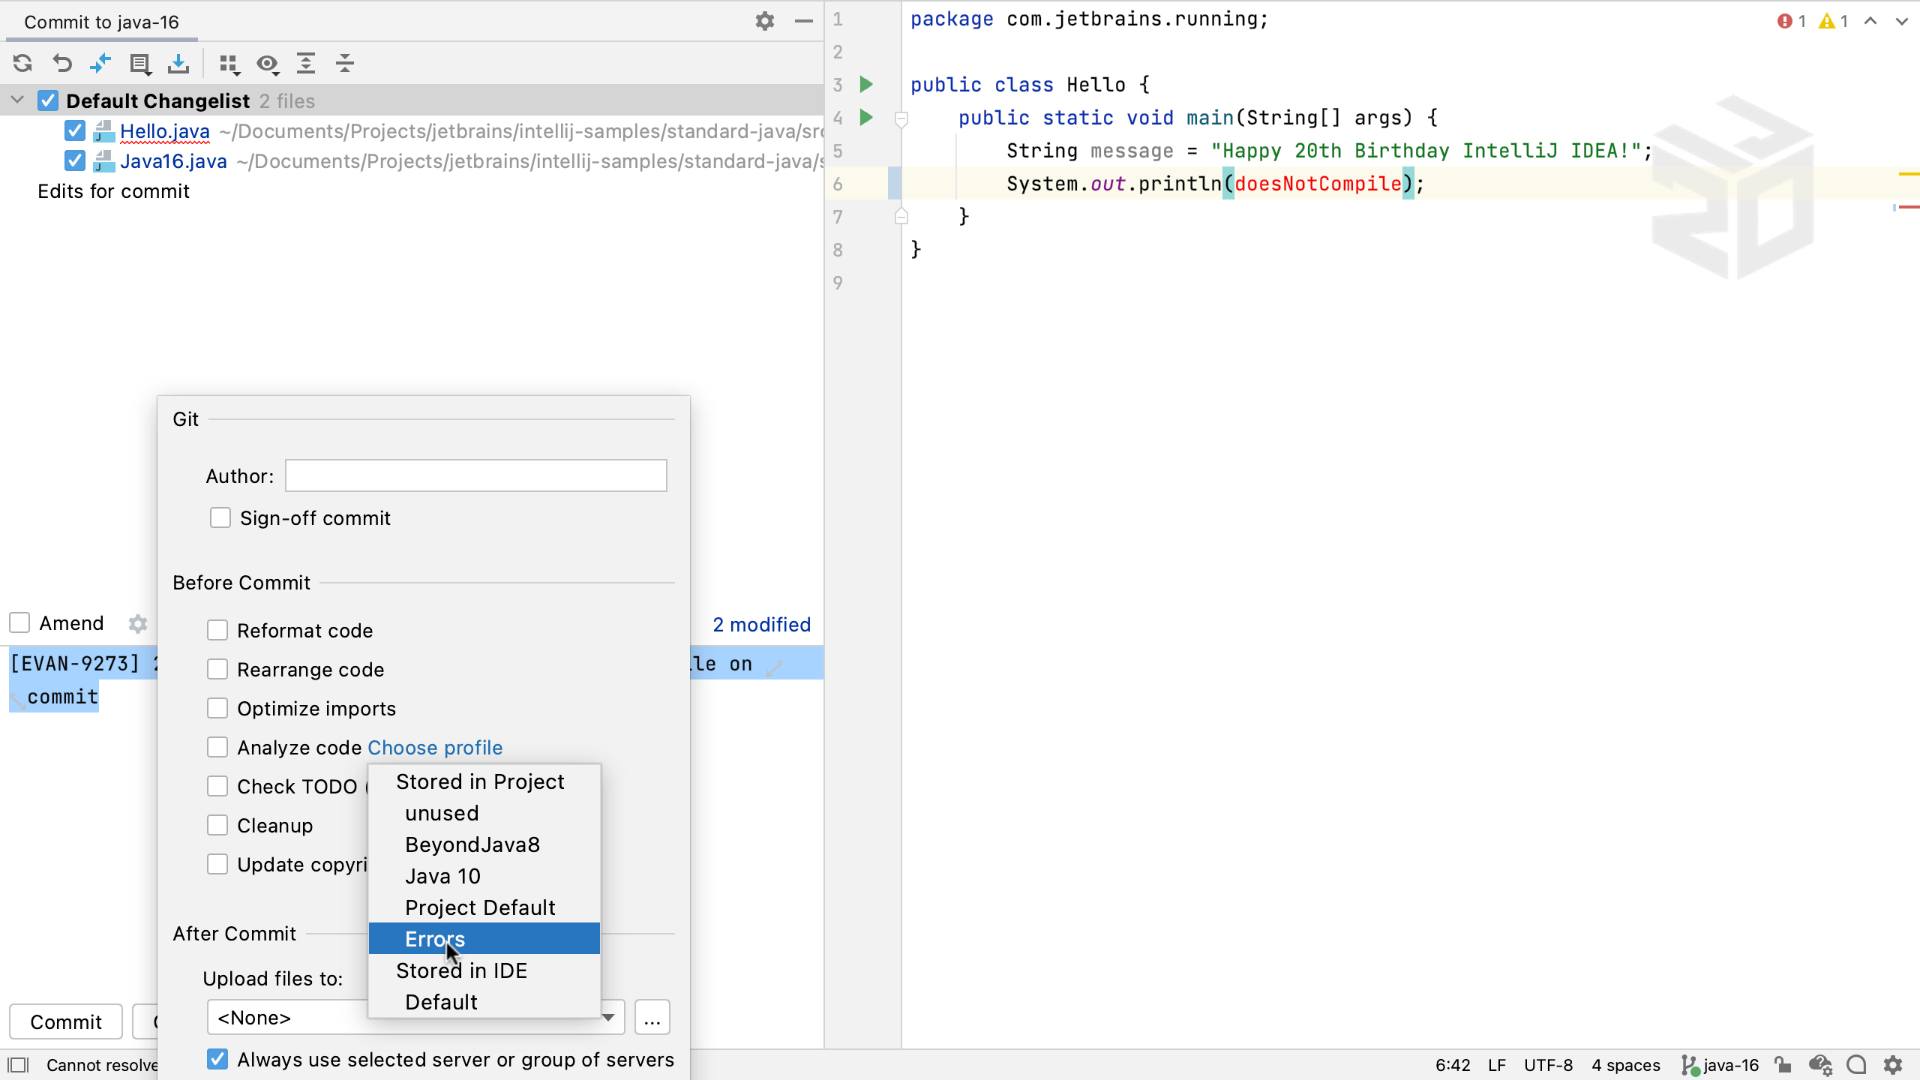 Commit to java-16
Default Changelist 2 files
Hello.java ~/Documents/Projects/jetbrains/intellij-samples/standard-java/src
Java16.java ~/Documents/Projects/jetbrains/intellij-samples/standard-java/s
Edits for commit
Git
Author:
Sign-off commit
Before Commit
Amend
2 modified
Reformat code
[EVAN-9273]
le on
commit
Rearrange code
Optimize imports
Analyze code Choose profile
Check TODO (
Cleanup
Update copyri
Stored in Project
unused
BeyondJava8
Java 10
Project Default
Errors
Stored in IDE
Default
After Commit
Upload files to:
<None>
...
Commit
Always use selected server or group of servers
Cannot resolve
1 package com.jetbrains.running;
2
3 public class Hello {
4 public static void main(String[] args) {
5 String message = "Happy 20th Birthday IntelliJ IDEA!";
6 System.out.println(doesNotCompile);
7 }
8 }
9
1 1
IJ
20
6:42 LF UTF-8 4 spaces java-16